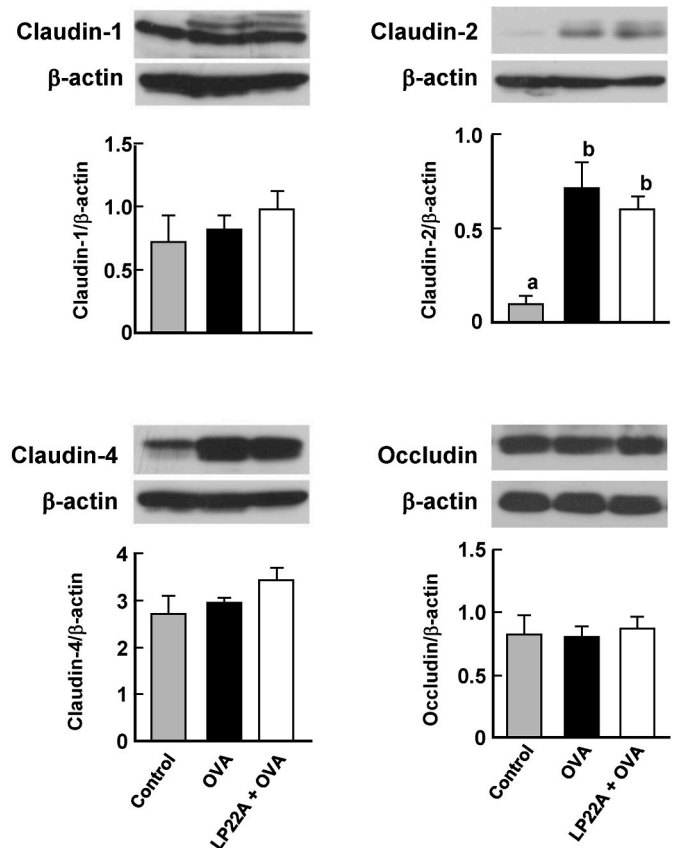 Claudin-1
β-actin
Claudin-1/β-actin
1.5
1.0
0.5
0
Claudin-2
β-actin
Claudin-2/β-actin
1.0
0.5
0
a
b
b
Claudin-4
β-actin
Claudin-4/β-actin
4
3
2
1
0
Control
OVA
LP22A + OVA
Occludin
β-actin
Occludin/β-actin
1.5
1.0
0.5
0
Control
OVA
LP22A + OVA